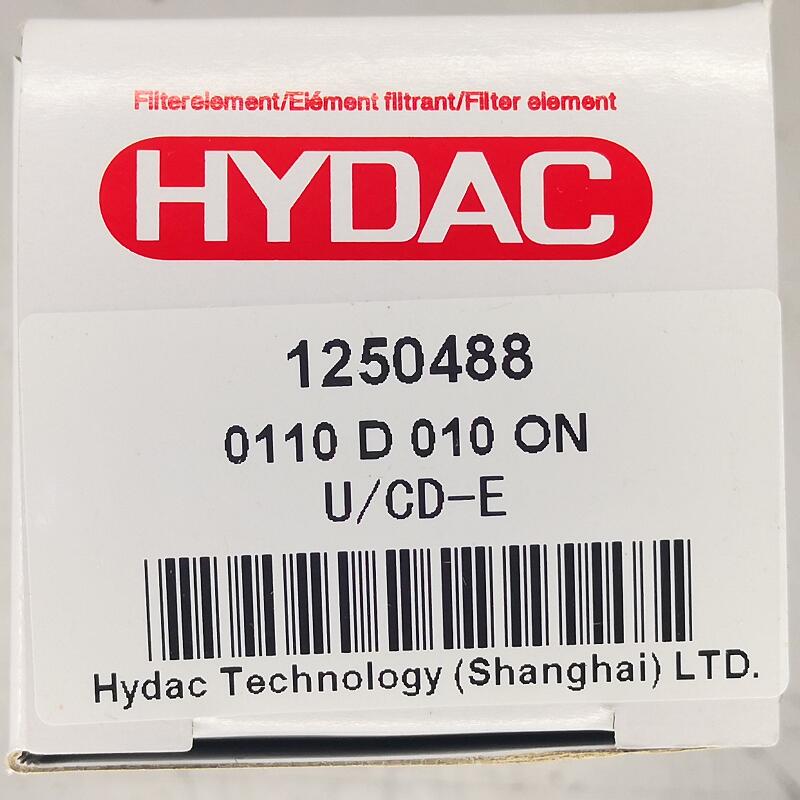 Filterelement/Elément filtrant/Filter element
HYDAC
1250488
0110 D 010 ON
U/CD-E
Hydac Technology (Shanghai) LTD.